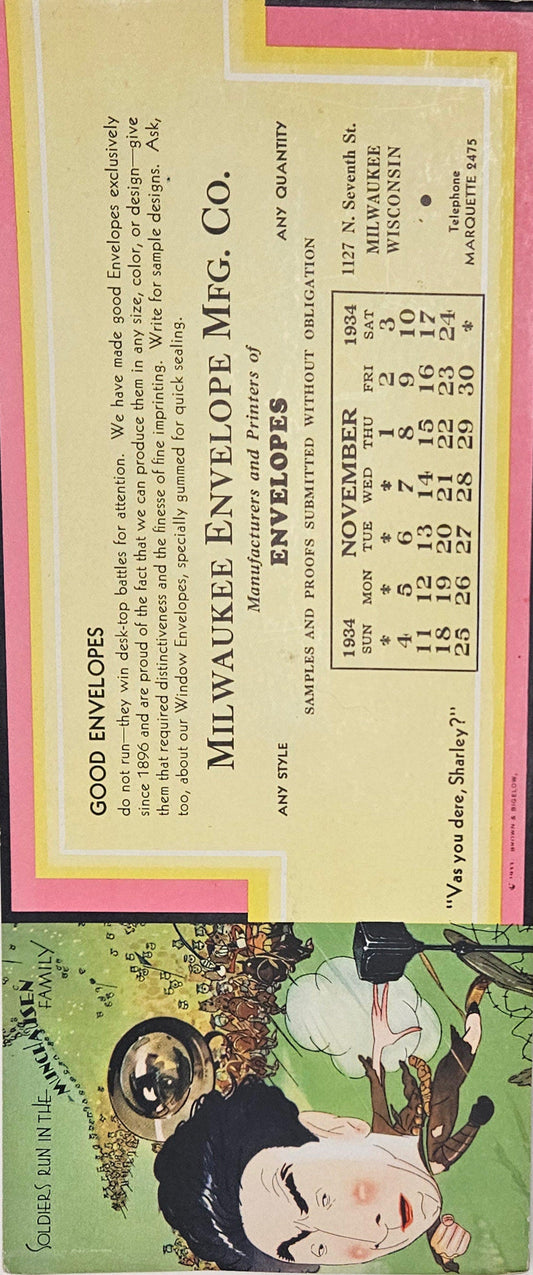 SOLDIERS RUN IN THE
MUNCHAUSEN
FAMILY
GOOD ENVELOPES
do not run—they win desk-top battles for attention. We have made good Envelopes exclusively
since 1896 and are proud of the fact that we can produce them in any size, color, or design—give
them that required distinctiveness and the finesse of fine imprinting. Write for sample designs. Ask,
too, about our Window Envelopes, specially gummed for quick sealing.
MILWAUKEE ENVELOPE MFG. CO.
Manufacturers and Printers of
ANY STYLE ENVELOPES ANY QUANTITY
SAMPLES AND PROOFS SUBMITTED WITHOUT OBLIGATION
"Vas you dere, Sharley?"
1934 NOVEMBER 1934
SUN MON TUE WED THU FRI SAT
* * * * 1 2 3
4 5 6 7 8 9 10
11 12 13 14 15 16 17
18 19 20 21 22 23 24
25 26 27 28 29 30 *
1127 N. Seventh St.
MILWAUKEE
WISCONSIN
Telephone
MARQUETTE 2475
BROWN & BIGELOW,